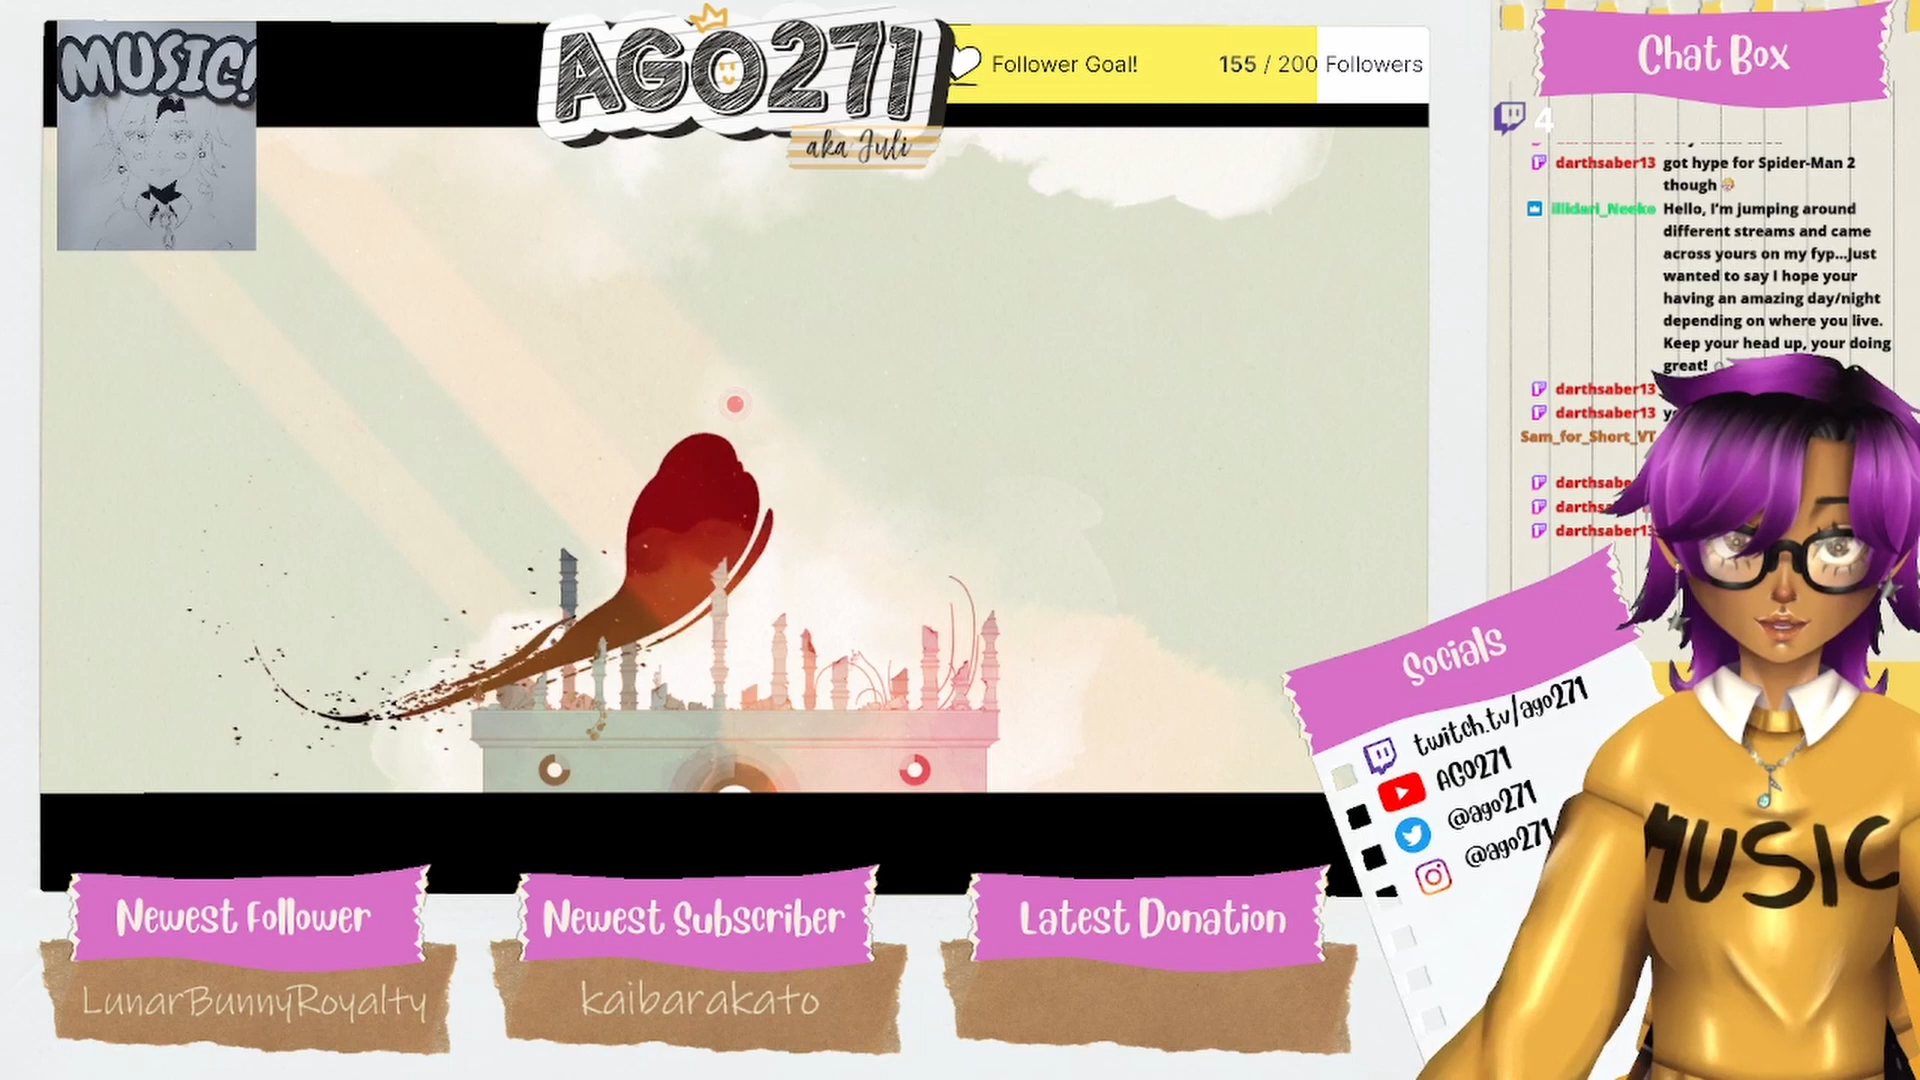 MUSIC!
AGO271
aka Juli
Follower Goal!
155 / 200 Followers
Chat Box
4
darthsaber13 got hype for Spider-Man 2
though
illidari_Neeko Hello, I'm jumping around
different streams and came
across yours on my fyp...Just
wanted to say I hope your
having an amazing day/night
depending on where you live.
Keep your head up, your doing
great!
darthsaber13
darthsaber13
Sam_for_Short_VT
darthsaber13
Socials
twitch.tv/ago271
AGO271
@ago271
@ago271
MUSIC
Newest Follower
LunarBunnyRoyalty
Newest Subscriber
kaibarakato
Latest Donation